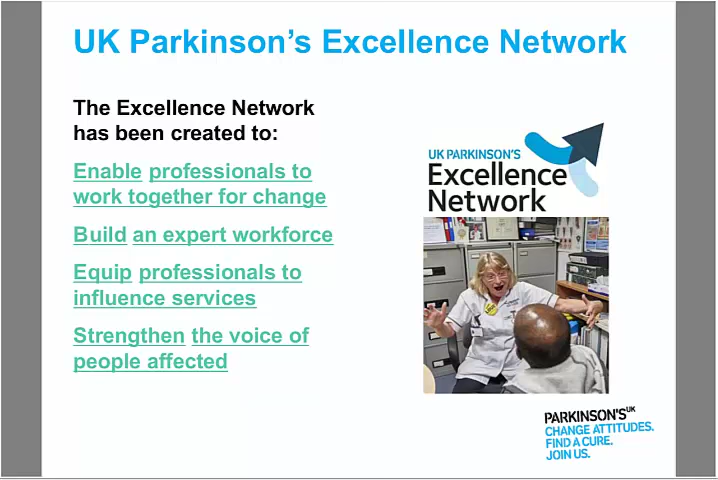 UK Parkinson’s Excellence Network
The Excellence Network
has been created to:
Enable professionals to
work together for change
Build an expert workforce
Equip professionals to
influence services
Strengthen the voice of
people affected
UK PARKINSON'S
Excellence
Network
PARKINSON'S UK
CHANGE ATTITUDES.
FIND A CURE.
JOIN US.